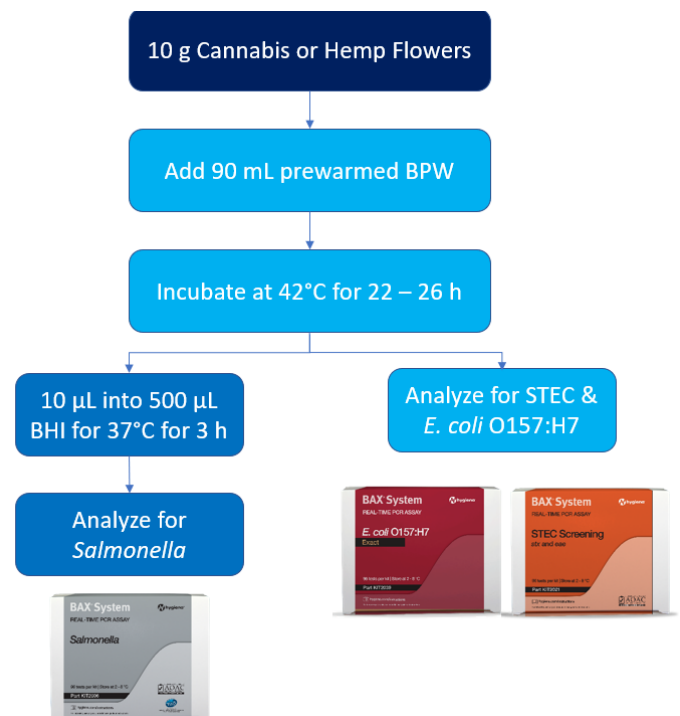 10 g Cannabis or Hemp Flowers
Add 90 mL prewarmed BPW
Incubate at 42°C for 22 – 26 h
10 µL into 500 µL
BHI for 37°C for 3 h
Analyze for STEC &
E. coli O157:H7
Analyze for
Salmonella
BAX System
hygiena
REAL-TIME PCR ASSAY
E. coli O157:H7
Exact
BAX System
hygiena
REAL-TIME PCR ASSAY
STEC Screening
stx and eae
BAX System
hygiena
REAL-TIME PCR ASSAY
Salmonella